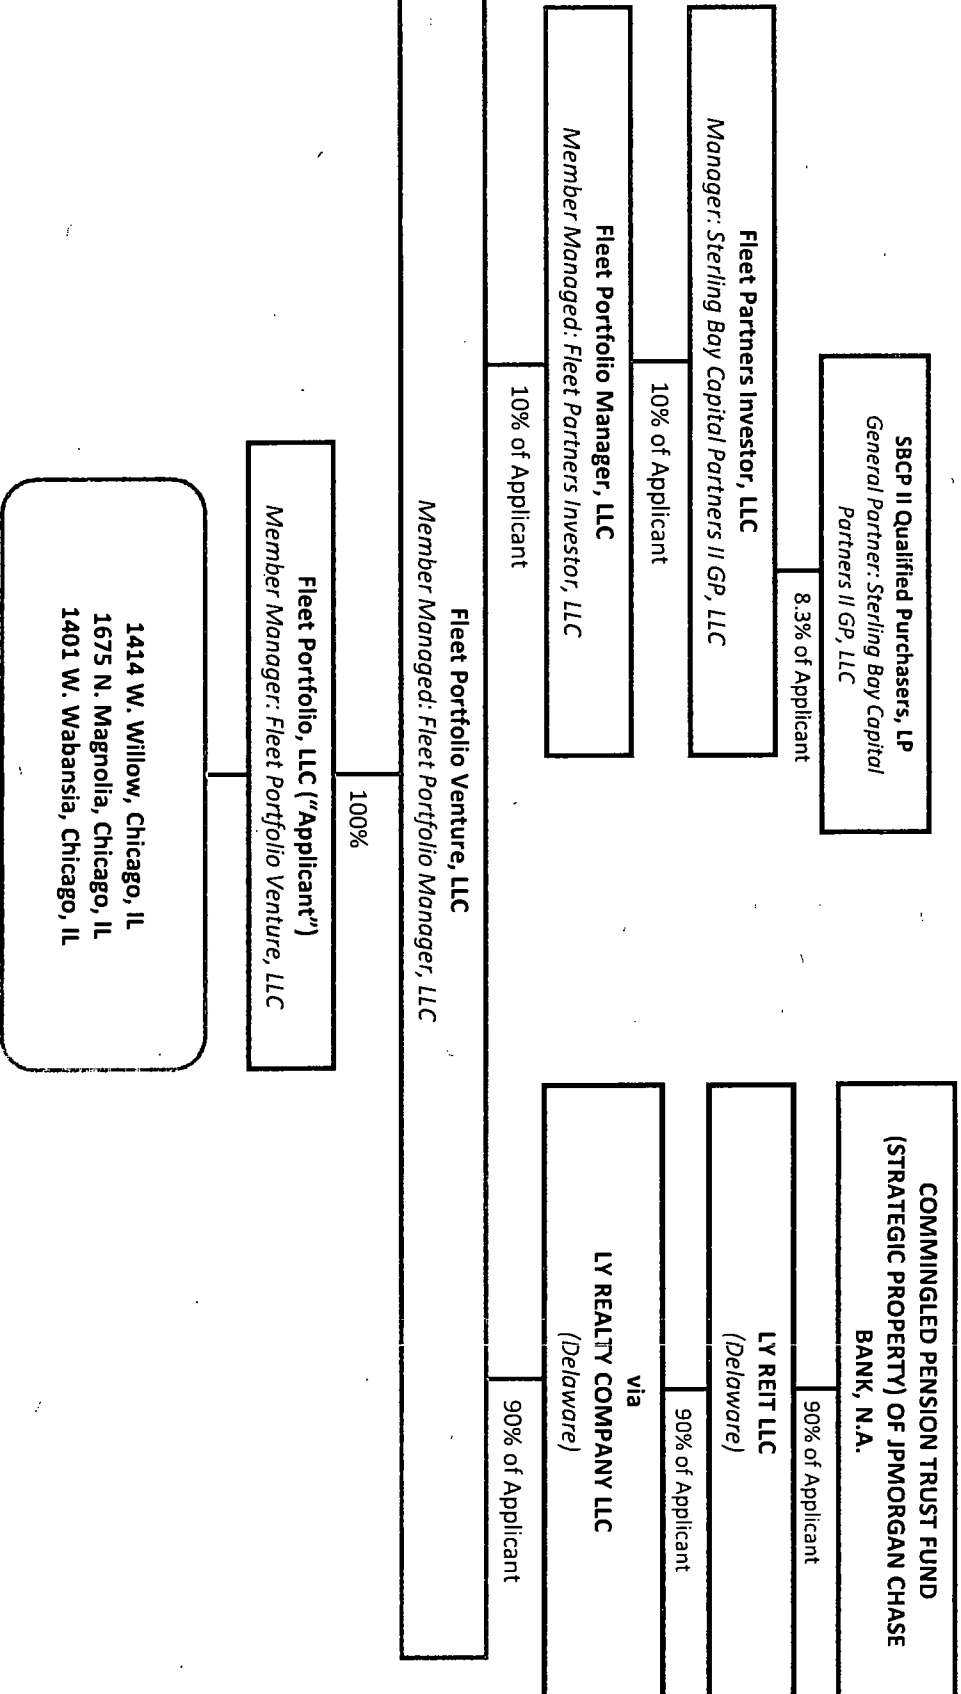 SBCP II Qualified Purchasers, LP
General Partner: Sterling Bay Capital
Partners II GP, LLC
8.3% of Applicant
Fleet Partners Investor, LLC
Manager: Sterling Bay Capital Partners II GP, LLC
10% of Applicant
Fleet Portfolio Manager, LLC
Member Managed: Fleet Partners Investor, LLC
10% of Applicant
COMMINGLED PENSION TRUST FUND
(STRATEGIC PROPERTY) OF JPMORGAN CHASE
BANK, N.A.
90% of Applicant
LY REIT LLC
(Delaware)
90% of Applicant
via
LY REALTY COMPANY LLC
(Delaware)
90% of Applicant
Fleet Portfolio Venture, LLC
Member Managed: Fleet Portfolio Manager, LLC
100%
Fleet Portfolio, LLC ("Applicant")
Member Manager: Fleet Portfolio Venture, LLC
1414 W. Willow, Chicago, IL
1675 N. Magnolia, Chicago, IL
1401 W. Wabansia, Chicago, IL